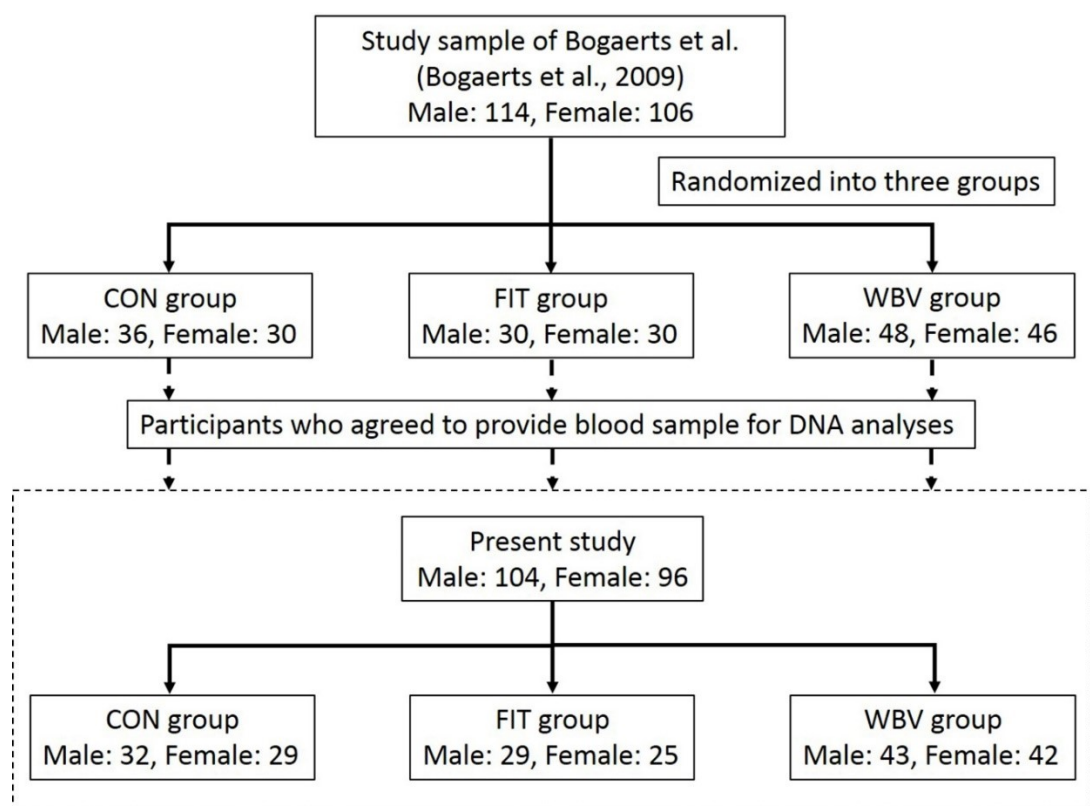 Study sample of Bogaerts et al.
(Bogaerts et al., 2009)
Male: 114, Female: 106
Randomized into three groups
CON group
Male: 36, Female: 30
FIT group
Male: 30, Female: 30
WBV group
Male: 48, Female: 46
Participants who agreed to provide blood sample for DNA analyses
Present study
Male: 104, Female: 96
CON group
Male: 32, Female: 29
FIT group
Male: 29, Female: 25
WBV group
Male: 43, Female: 42